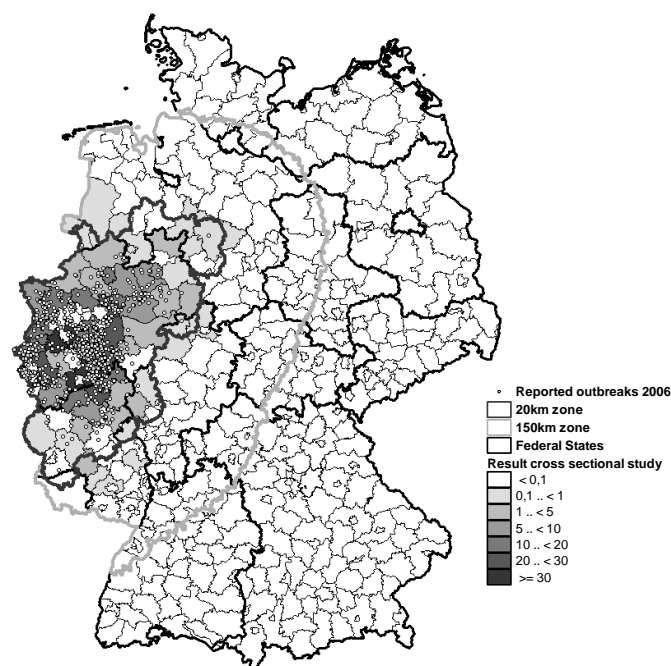 Reported outbreaks 2006
20km zone
150km zone
Federal States
Result cross sectional study
< 0,1
0,1 .. < 1
1 .. < 5
5 .. < 10
10 .. < 20
20 .. < 30
>= 30